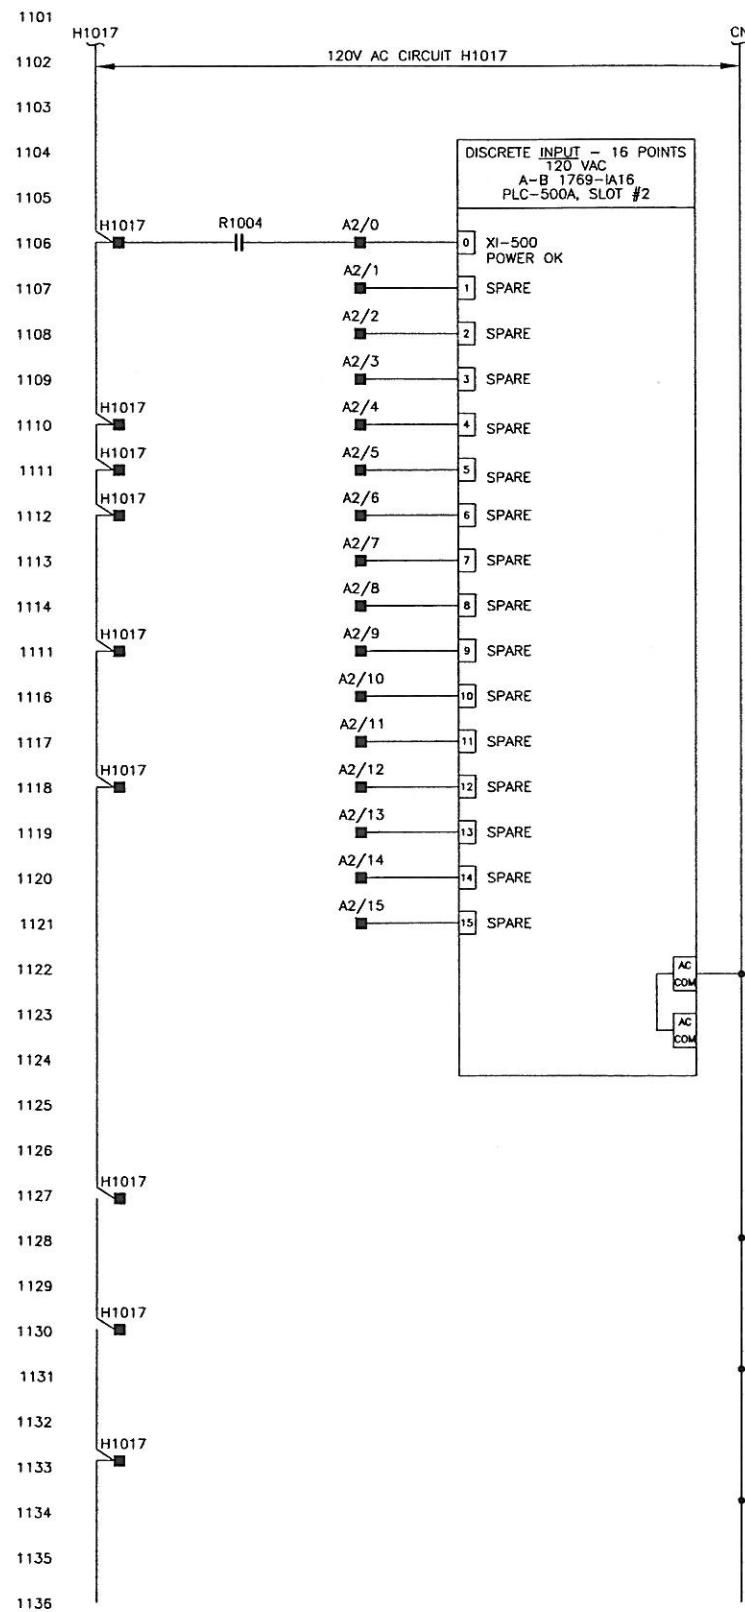 1101
H1017 CN
1102 120V AC CIRCUIT H1017
1103
1104 DISCRETE INPUT – 16 POINTS
120 VAC
A-B 1769-IA16
1105 PLC-500A, SLOT #2
H1017 R1004 A2/0
1106 0 XI-500
POWER OK
A2/1
1107 1 SPARE
A2/2
1108 2 SPARE
A2/3
1109 3 SPARE
H1017 A2/4
1110 4 SPARE
H1017 A2/5
1111 5 SPARE
H1017 A2/6
1112 6 SPARE
A2/7
1113 7 SPARE
A2/8
1114 8 SPARE
H1017 A2/9
1111 9 SPARE
A2/10
1116 10 SPARE
A2/11
1117 11 SPARE
H1017 A2/12
1118 12 SPARE
A2/13
1119 13 SPARE
A2/14
1120 14 SPARE
A2/15
1121 15 SPARE
1122 AC
COM
1123 AC
COM
1124
1125
1126
H1017
1127
1128
1129
H1017
1130
1131
1132
H1017
1133
1134
1135
1136